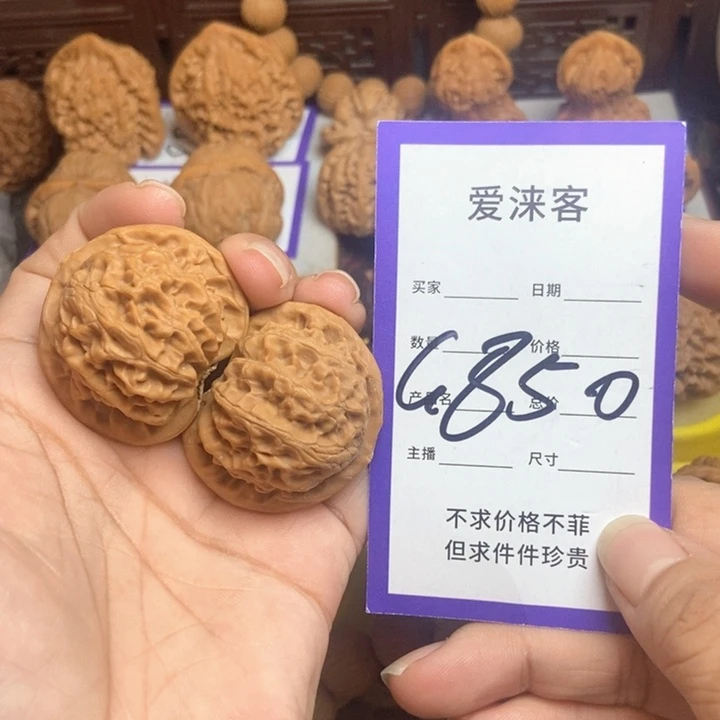 爱涞客
买家 日期
数量 价格
G850
产品名 总价
主播 尺寸
不求价格不菲
但求件件珍贵